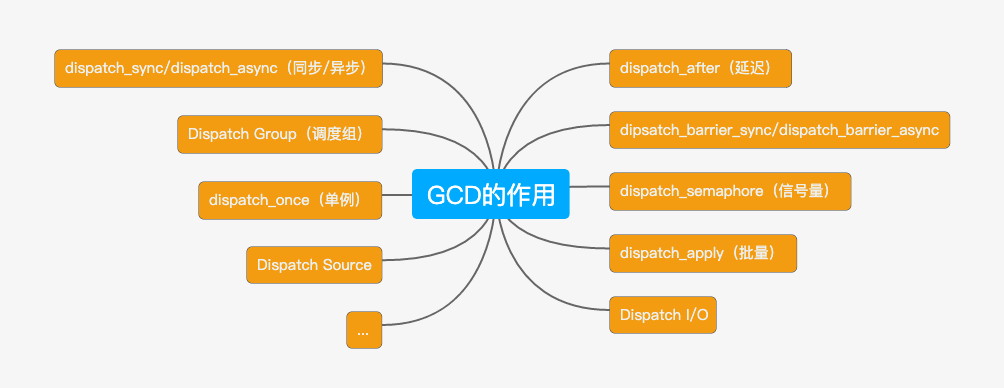 dispatch_sync/dispatch_async（同步/异步）
Dispatch Group（调度组）
dispatch_once（单例）
Dispatch Source
...
GCD的作用
dispatch_after（延迟）
dipsatch_barrier_sync/dispatch_barrier_async
dispatch_semaphore（信号量）
dispatch_apply（批量）
Dispatch I/O